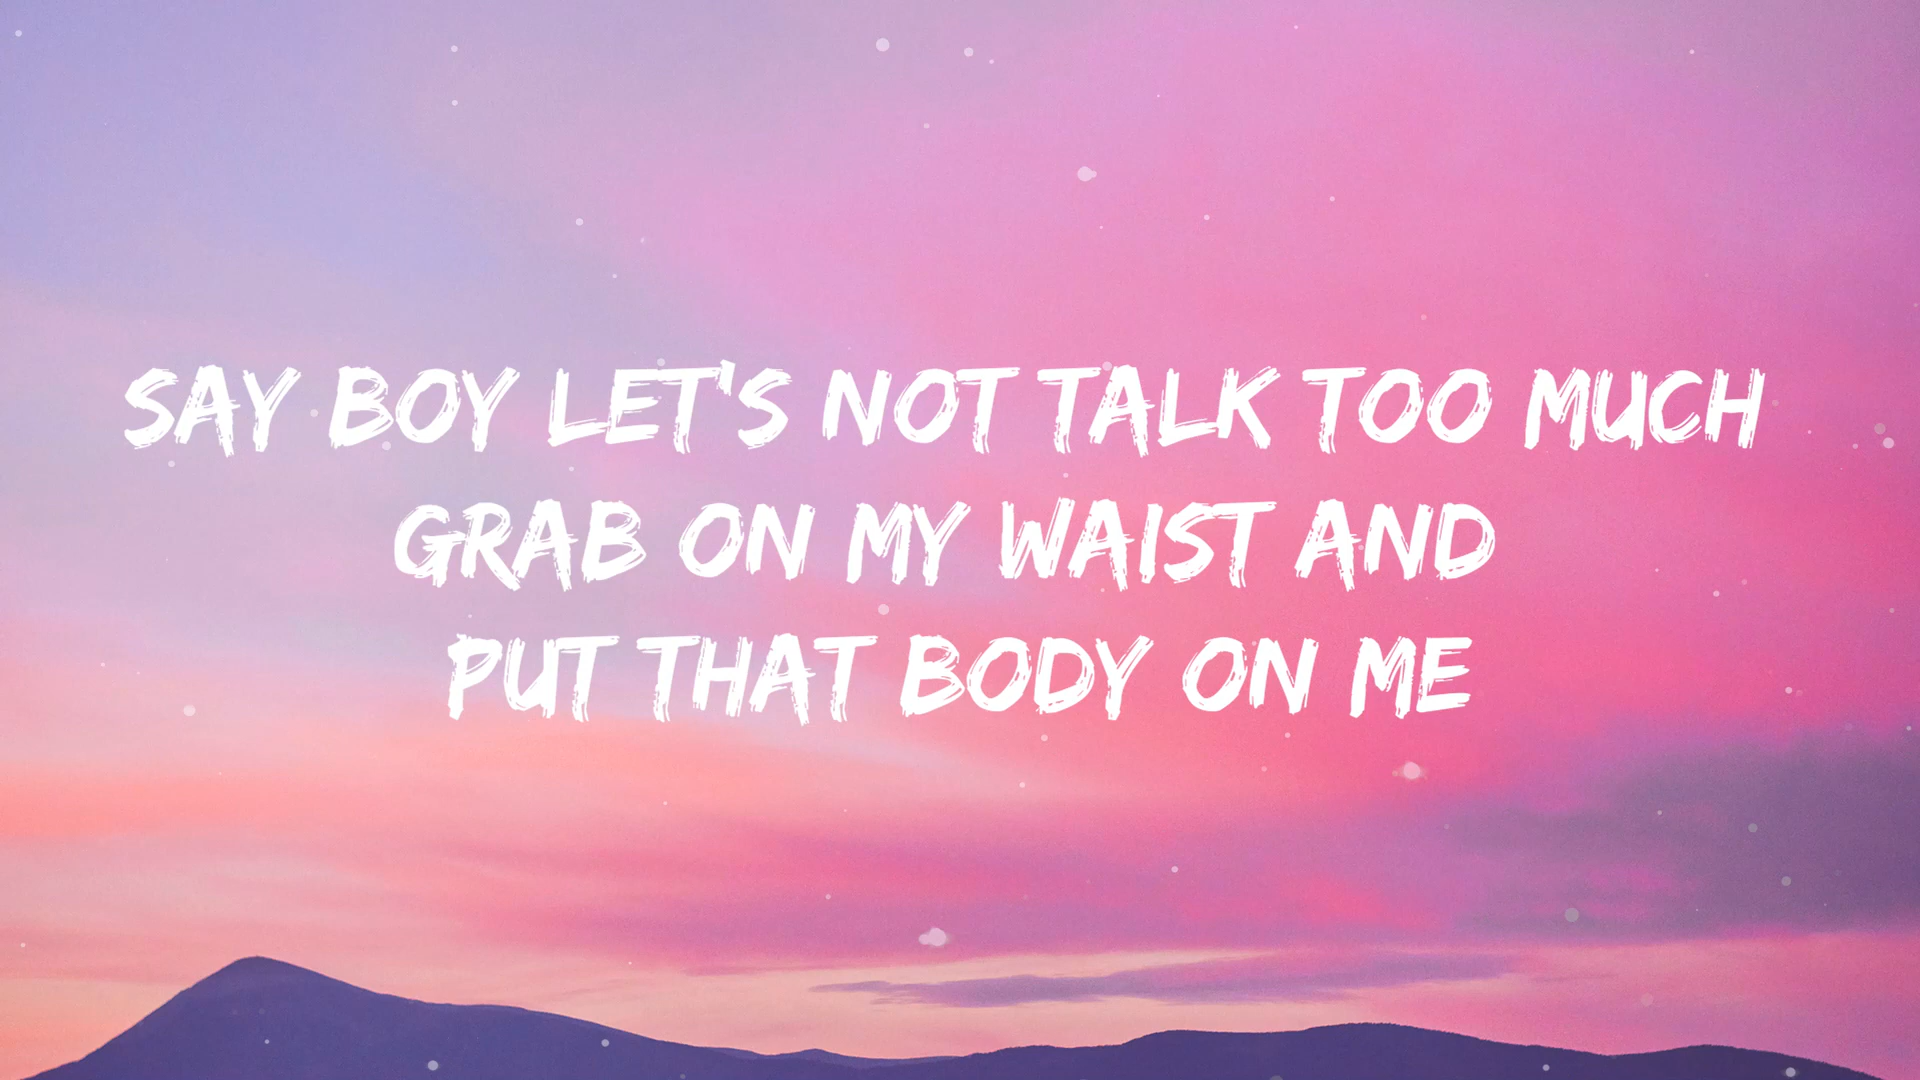 SAY BOY LET'S NOT TALK TOO MUCH
GRAB ON MY WAIST AND
PUT THAT BODY ON ME